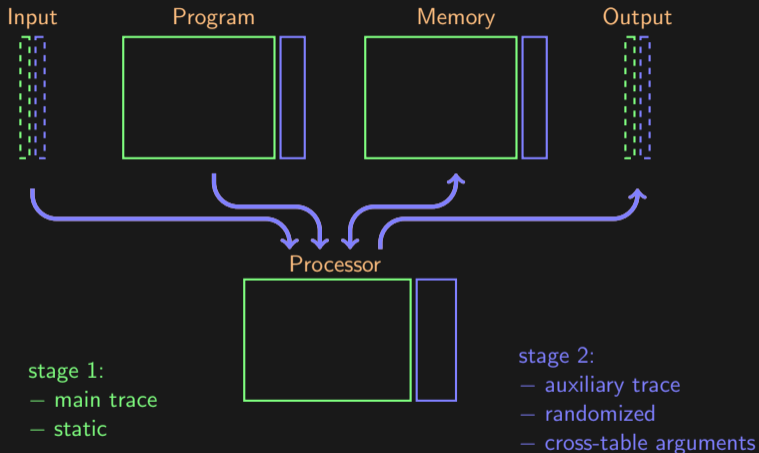 Input
Program
Memory
Output
Processor
stage 1:
– main trace
– static
stage 2:
– auxiliary trace
– randomized
– cross-table arguments